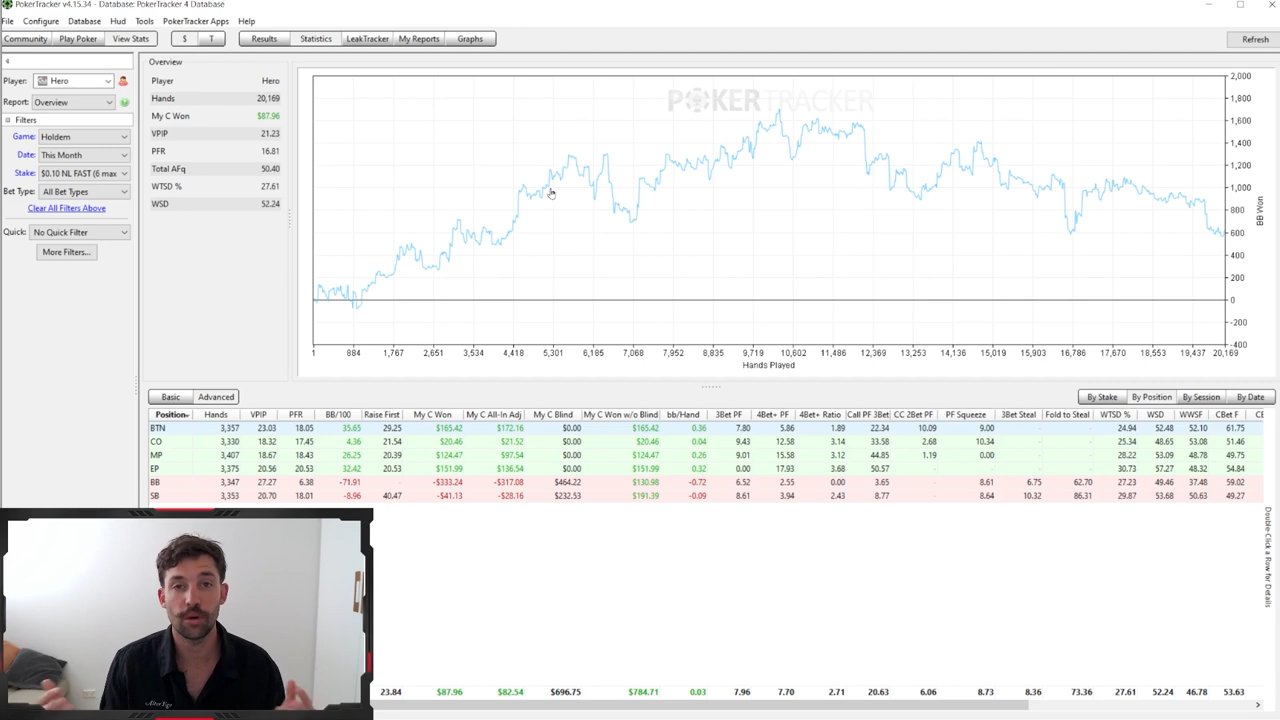 PokerTracker v4.15.34 - Database: PokerTracker 4 Database
File Configure Database Hud Tools PokerTracker Apps Help
Community Play Poker View Stats $ T Results Statistics LeakTracker My Reports Graphs Refresh
Player: Hero
Report: Overview
Filters
Game: Holdem
Date: This Month
Stake: $0.10 NL FAST (6 max
Bet Type: All Bet Types
Clear All Filters Above
Quick: No Quick Filter
More Filters...
Overview
Player Hero
Hands 20,169
My C Won $87.96
VPIP 21.23
PFR 16.81
Total AFq 50.40
WTSD % 27.61
WSD 52.24
POKERTRACKER
2,000
1,800
1,600
1,400
1,200
1,000
800
600
400
200
0
-200
-400
BB Won
1 884 1,767 2,651 3,534 4,418 5,301 6,185 7,068 7,952 8,835 9,719 10,602 11,486 12,369 13,253 14,136 15,019 15,903 16,786 17,670 18,553 19,437 20,169
Hands Played
Basic Advanced By Stake By Position By Session By Date
Position Hands VPIP PFR BB/100 Raise First My C Won My C All-In Adj My C Blind My C Won w/o Blind bb/Hand 3Bet PF 4Bet+ PF 4Bet+ Ratio Call PF 3Bet CC 2Bet PF PF Squeeze 3Bet Steal Fold to Steal WTSD % WSD WWSF CBet F
BTN 3,357 23.03 18.05 35.65 29.25 $165.42 $172.16 $0.00 $165.42 0.36 7.80 5.86 1.89 22.34 10.09 9.00 - - 24.94 52.48 52.10 61.75
CO 3,330 18.32 17.45 4.36 21.54 $20.46 $21.52 $0.00 $20.46 0.04 9.43 12.58 3.14 33.58 2.68 10.34 - - 25.34 48.65 53.08 51.46
MP 3,407 18.67 18.43 26.25 20.39 $124.47 $97.54 $0.00 $124.47 0.26 9.01 15.58 3.12 44.85 1.19 0.00 - - 28.22 53.09 48.78 49.75
EP 3,375 20.56 20.53 32.42 20.53 $151.99 $136.54 $0.00 $151.99 0.32 0.00 17.93 3.68 50.57 - - - - 30.73 57.27 48.32 54.84
BB 3,347 27.27 6.38 -71.91 - -$333.24 -$317.08 $464.22 $130.98 -0.72 6.52 2.55 0.00 3.65 - 8.61 6.75 62.70 27.23 49.46 37.48 59.02
SB 3,353 20.70 18.01 -8.96 40.47 -$41.13 -$28.16 $232.53 $191.39 -0.09 8.61 3.94 2.40 8.77 - 8.64 10.32 86.31 29.87 53.68 50.63 49.27
Double-Click a Row for Details
23.84 $87.96 $82.54 $696.75 $784.71 0.03 7.96 7.70 2.71 20.63 6.06 8.73 8.36 73.36 27.61 52.24 46.78 53.63